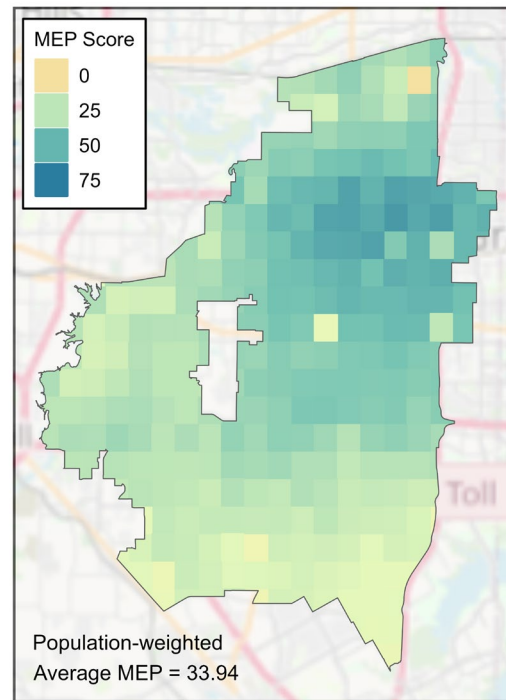 MEP Score
0
25
50
75
Toll
Population-weighted
Average MEP = 33.94